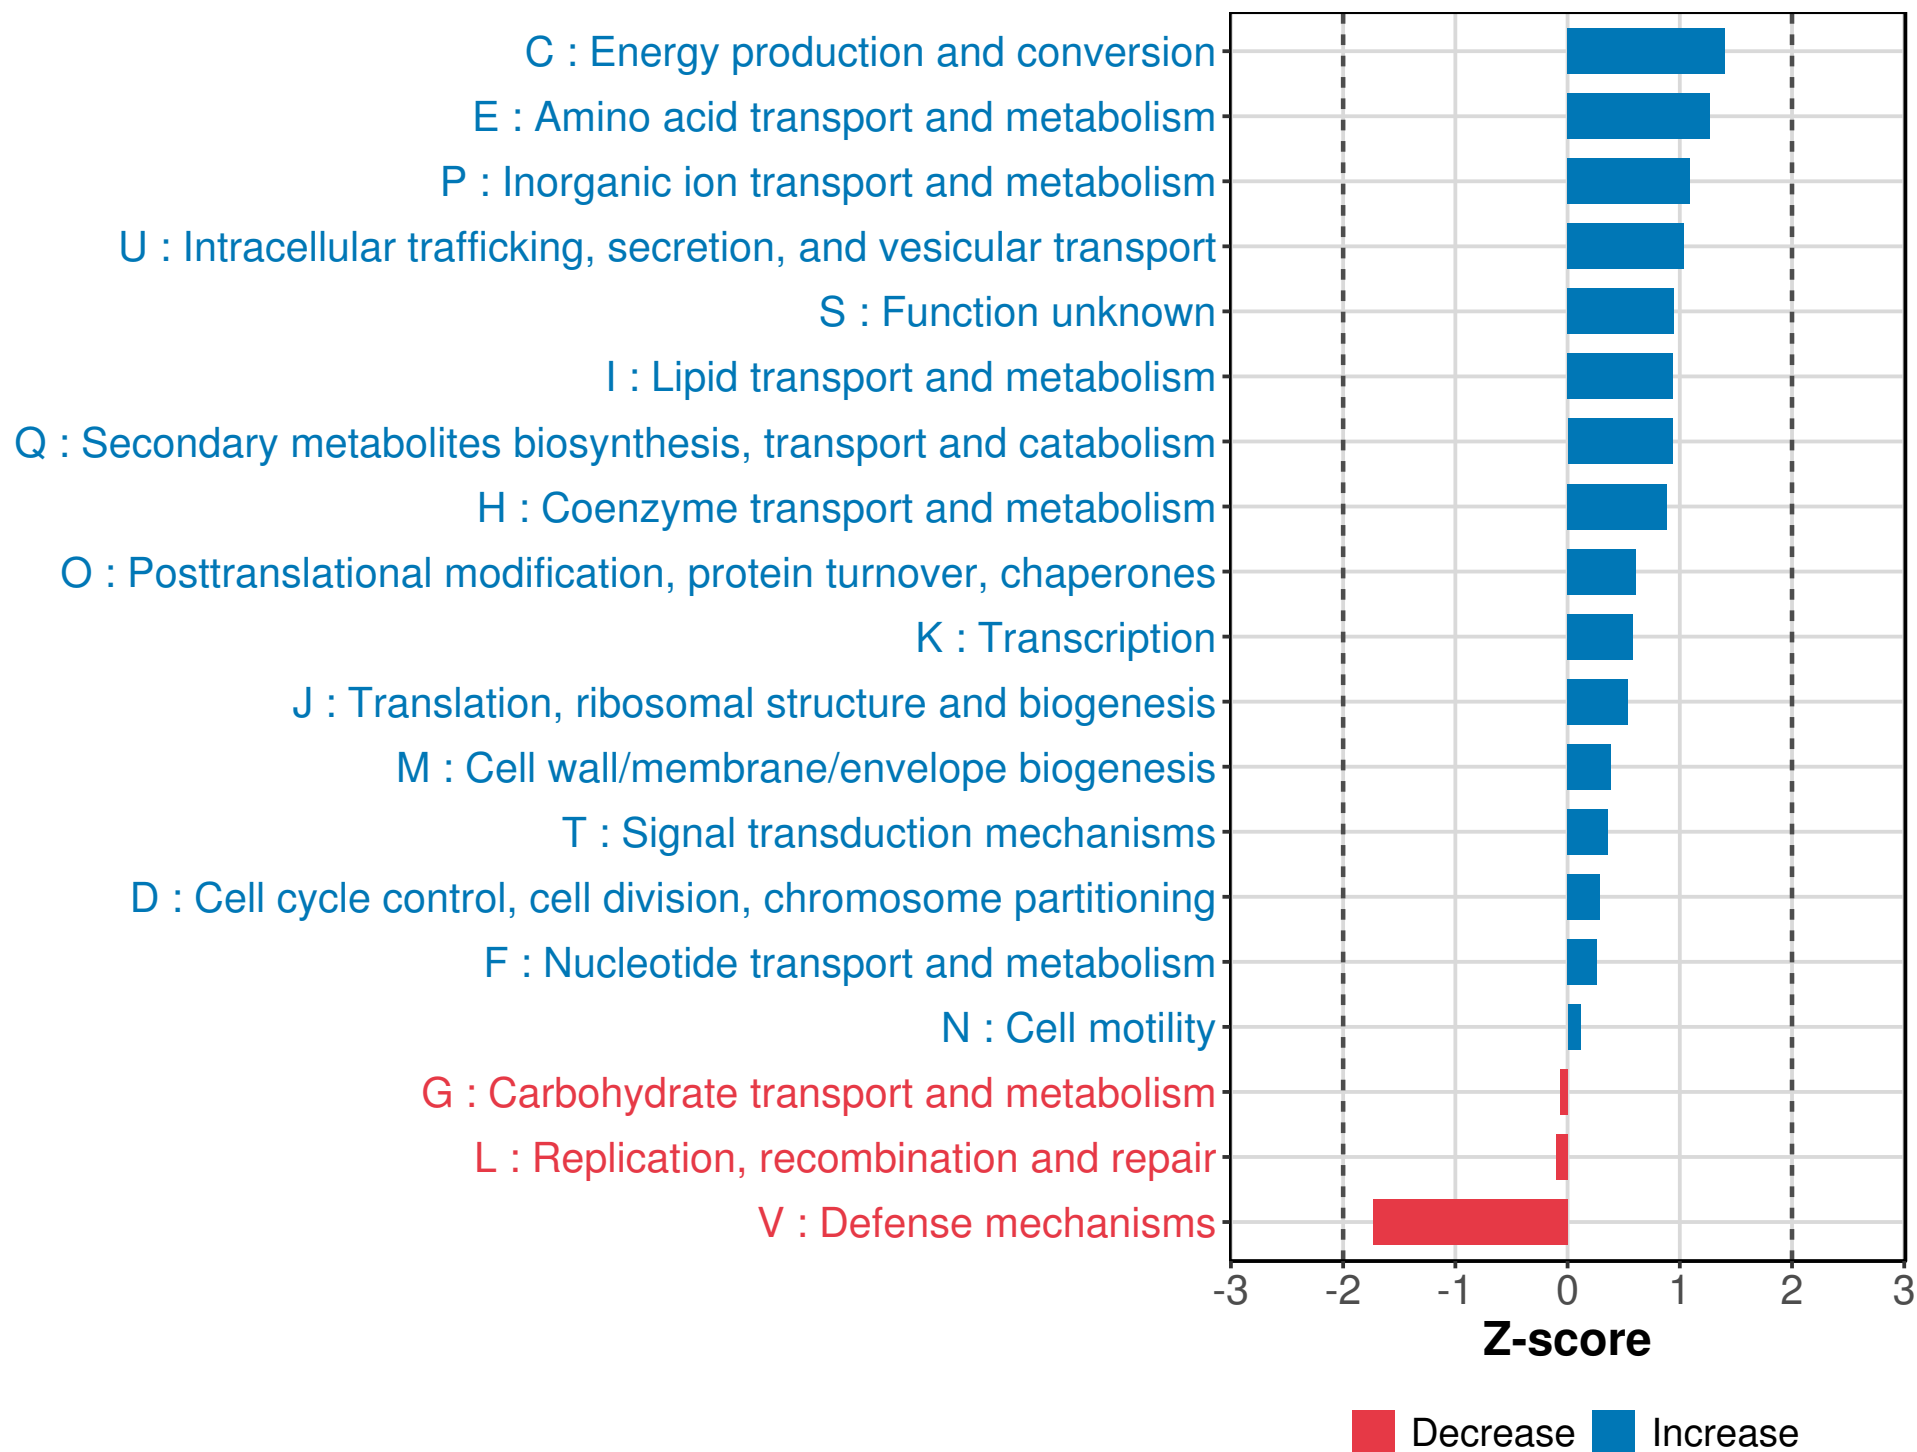 C : Energy production and conversion
E : Amino acid transport and metabolism
P : Inorganic ion transport and metabolism
U : Intracellular trafficking, secretion, and vesicular transport
S : Function unknown
I : Lipid transport and metabolism
Q : Secondary metabolites biosynthesis, transport and catabolism
H : Coenzyme transport and metabolism
O : Posttranslational modification, protein turnover, chaperones
K : Transcription
J : Translation, ribosomal structure and biogenesis
M : Cell wall/membrane/envelope biogenesis
T : Signal transduction mechanisms
D : Cell cycle control, cell division, chromosome partitioning
F : Nucleotide transport and metabolism
N : Cell motility
G : Carbohydrate transport and metabolism
L : Replication, recombination and repair
V : Defense mechanisms
-3 -2 -1 0 1 2 3
Z-score
Decrease Increase